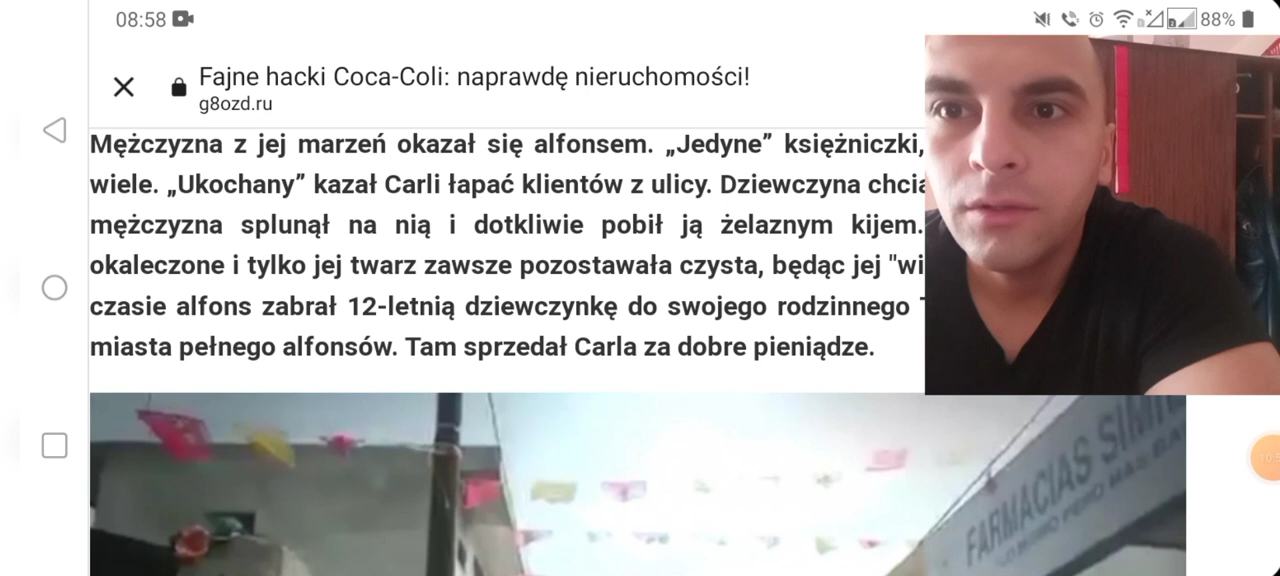 08:58
88%
Fajne hacki Coca-Coli: naprawdę nieruchomości!
g8ozd.ru
Mężczyzna z jej marzeń okazał się alfonsem. „Jedyne” księżniczki,
wiele. „Ukochany” kazał Carli łapać klientów z ulicy. Dziewczyna
mężczyzna splunął na nią i dotkliwie pobił ją żelaznym kijem.
okaleczone i tylko jej twarz zawsze pozostawała czysta, będąc jej
czasie alfons zabrał 12-letnią dziewczynkę do swojego rodzinnego
miasta pełnego alfonsów. Tam sprzedał Carla za dobre pieniądze.
FARMACIAS